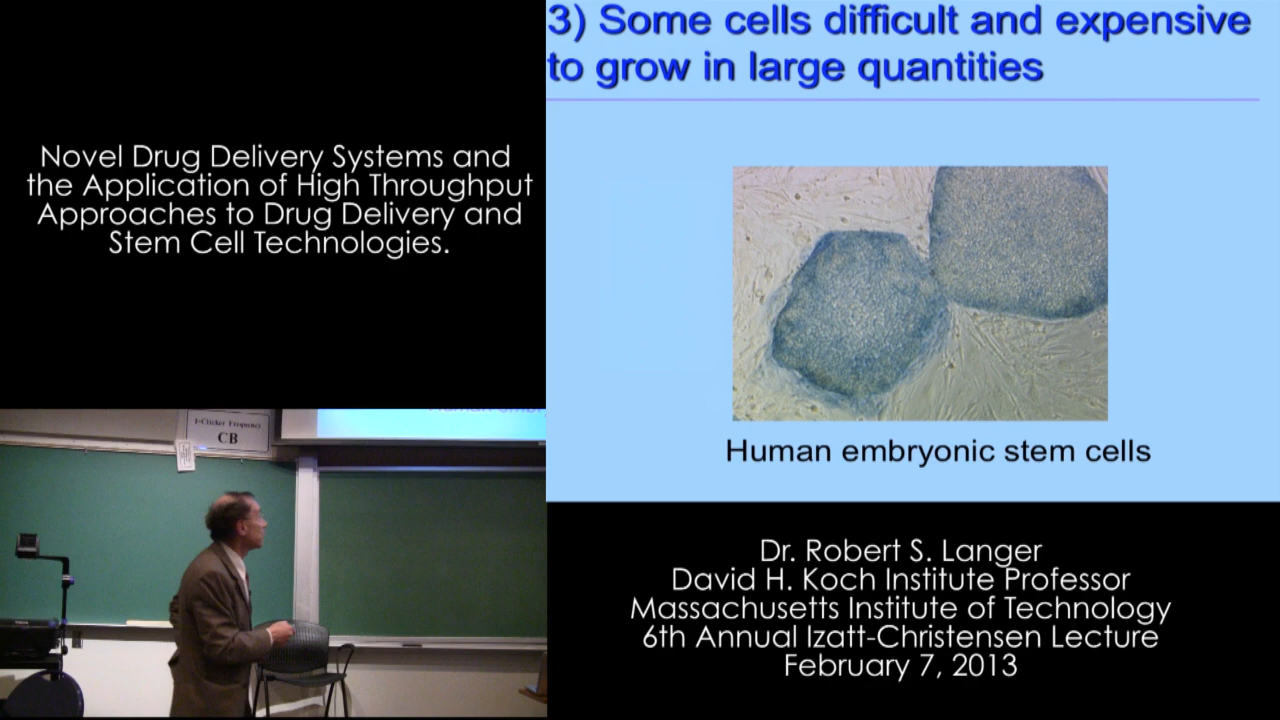 3) Some cells difficult and expensive
to grow in large quantities
Novel Drug Delivery Systems and
the Application of High Throughput
Approaches to Drug Delivery and
Stem Cell Technologies.
Human embryonic stem cells
I-Clicker Frequency
CB
Dr. Robert S. Langer
David H. Koch Institute Professor
Massachusetts Institute of Technology
6th Annual Izatt-Christensen Lecture
February 7, 2013